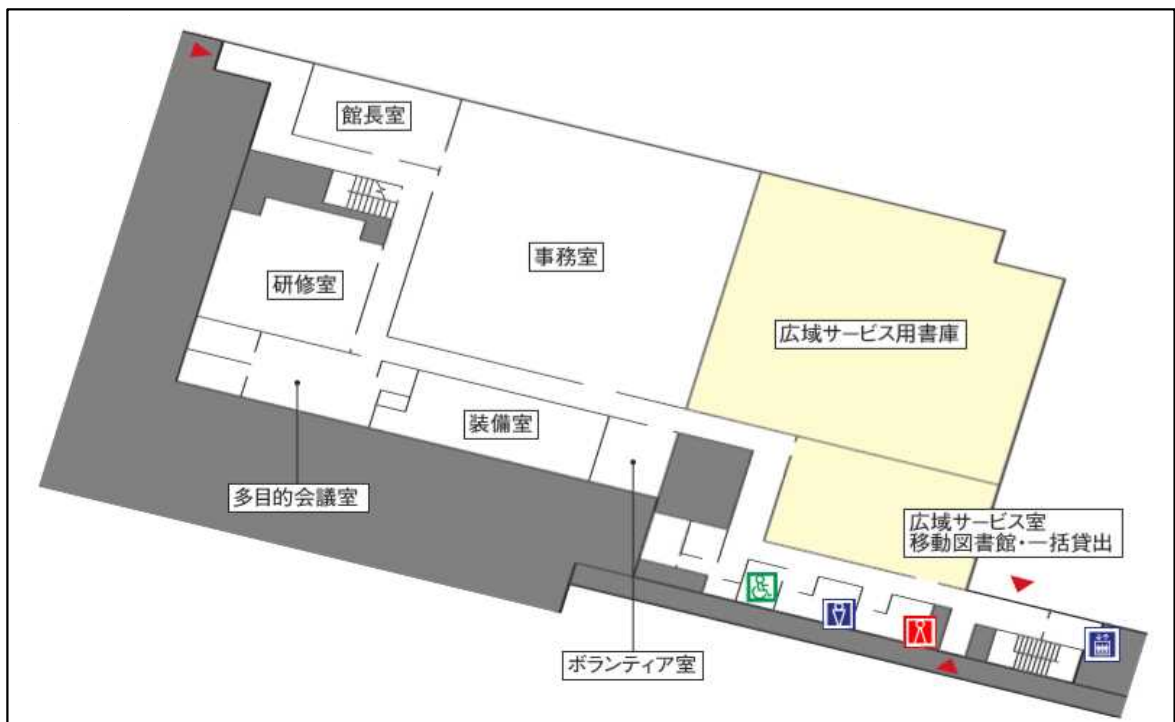 館長室
事務室
研修室
広域サービス用書庫
装備室
多目的会議室
広域サービス室
移動図書館・一括貸出
ボランティア室